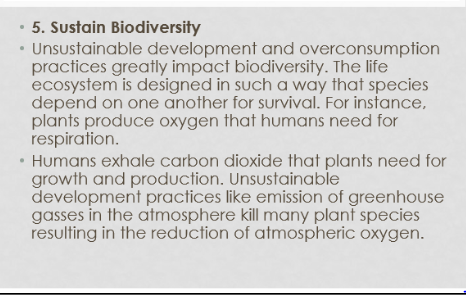 • 5. Sustain Biodiversity
• Unsustainable development and overconsumption
practices greatly impact biodiversity. The life
ecosystem is designed in such a way that species
depend on one another for survival. For instance,
plants produce oxygen that humans need for
respiration.
• Humans exhale carbon dioxide that plants need for
growth and production. Unsustainable
development practices like emission of greenhouse
gasses in the atmosphere kill many plant species
resulting in the reduction of atmospheric oxygen.